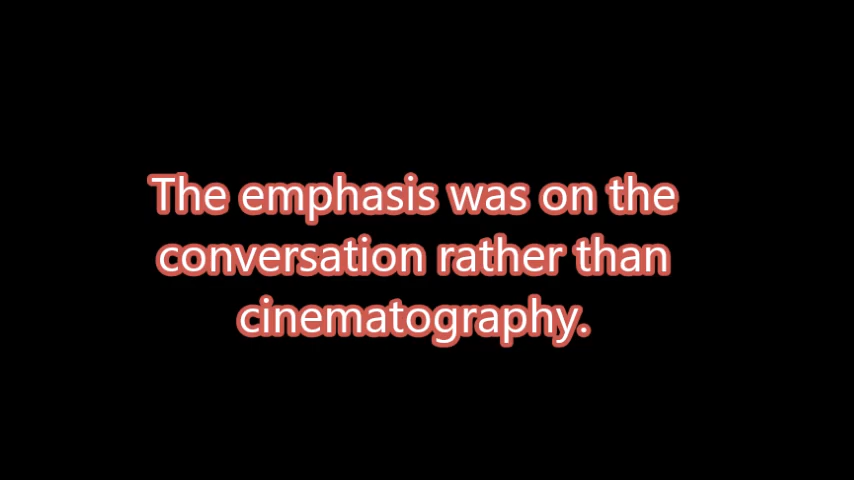 The emphasis was on the
conversation rather than
cinematography.